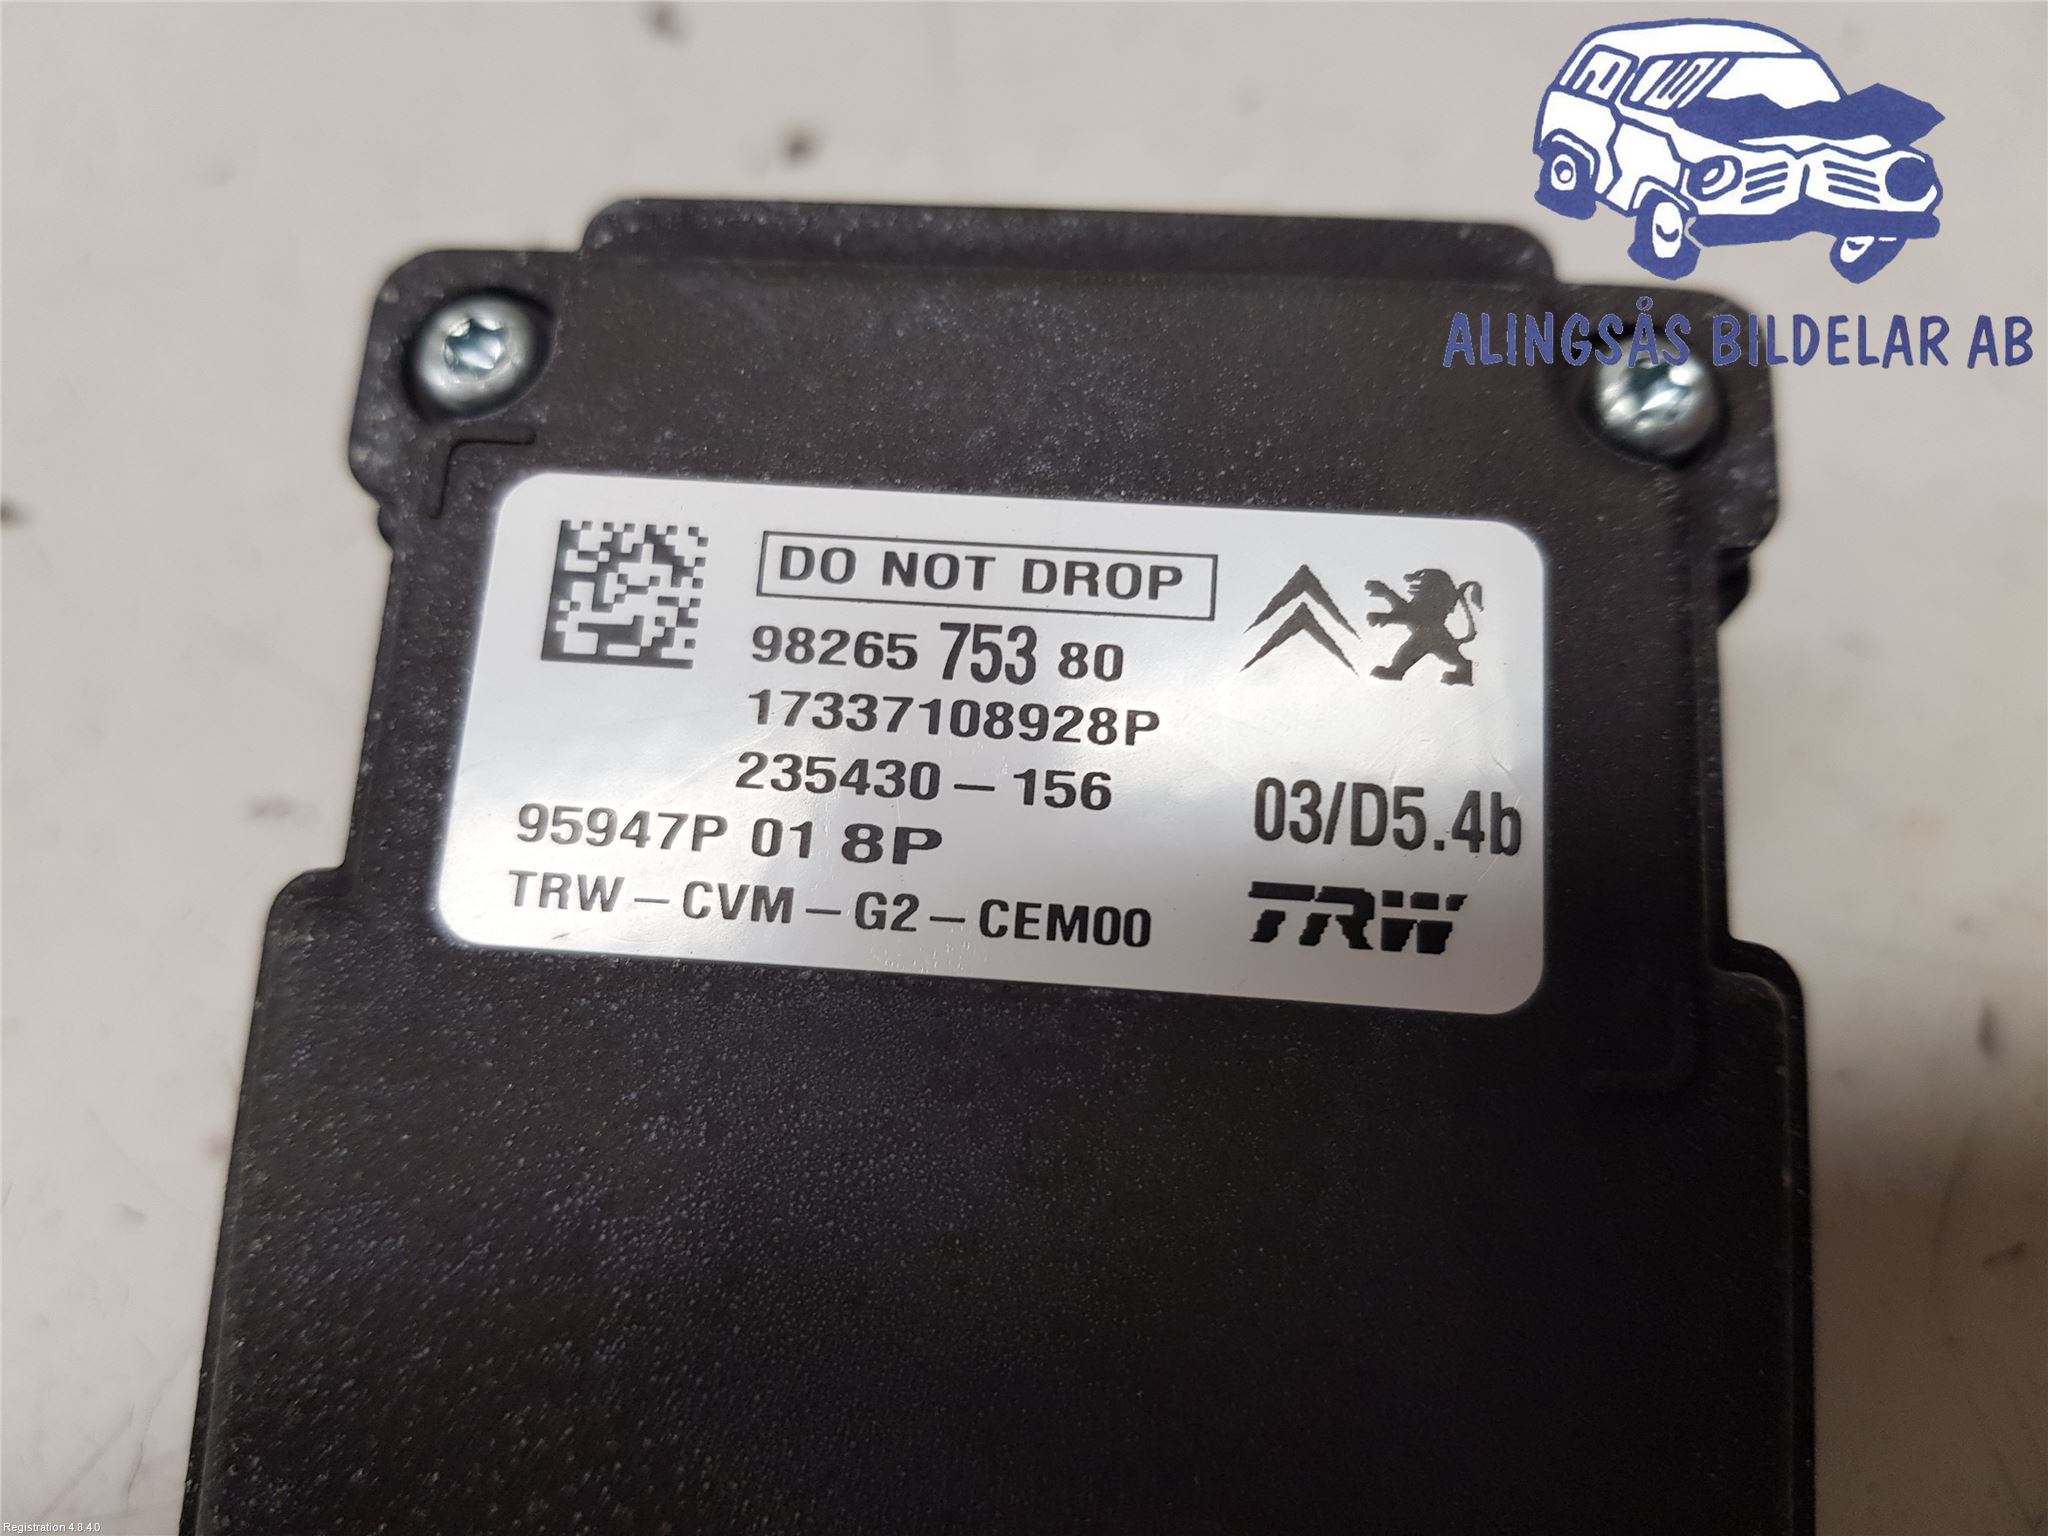 ALINGSÅS BILDELAR AB
DO NOT DROP
98265 753 80
17337108928P
235430-156
95947P 01 8P
03/D5.4b
TRW-CVM-G2-CEM00
TRW
Registration 4.8.4.0